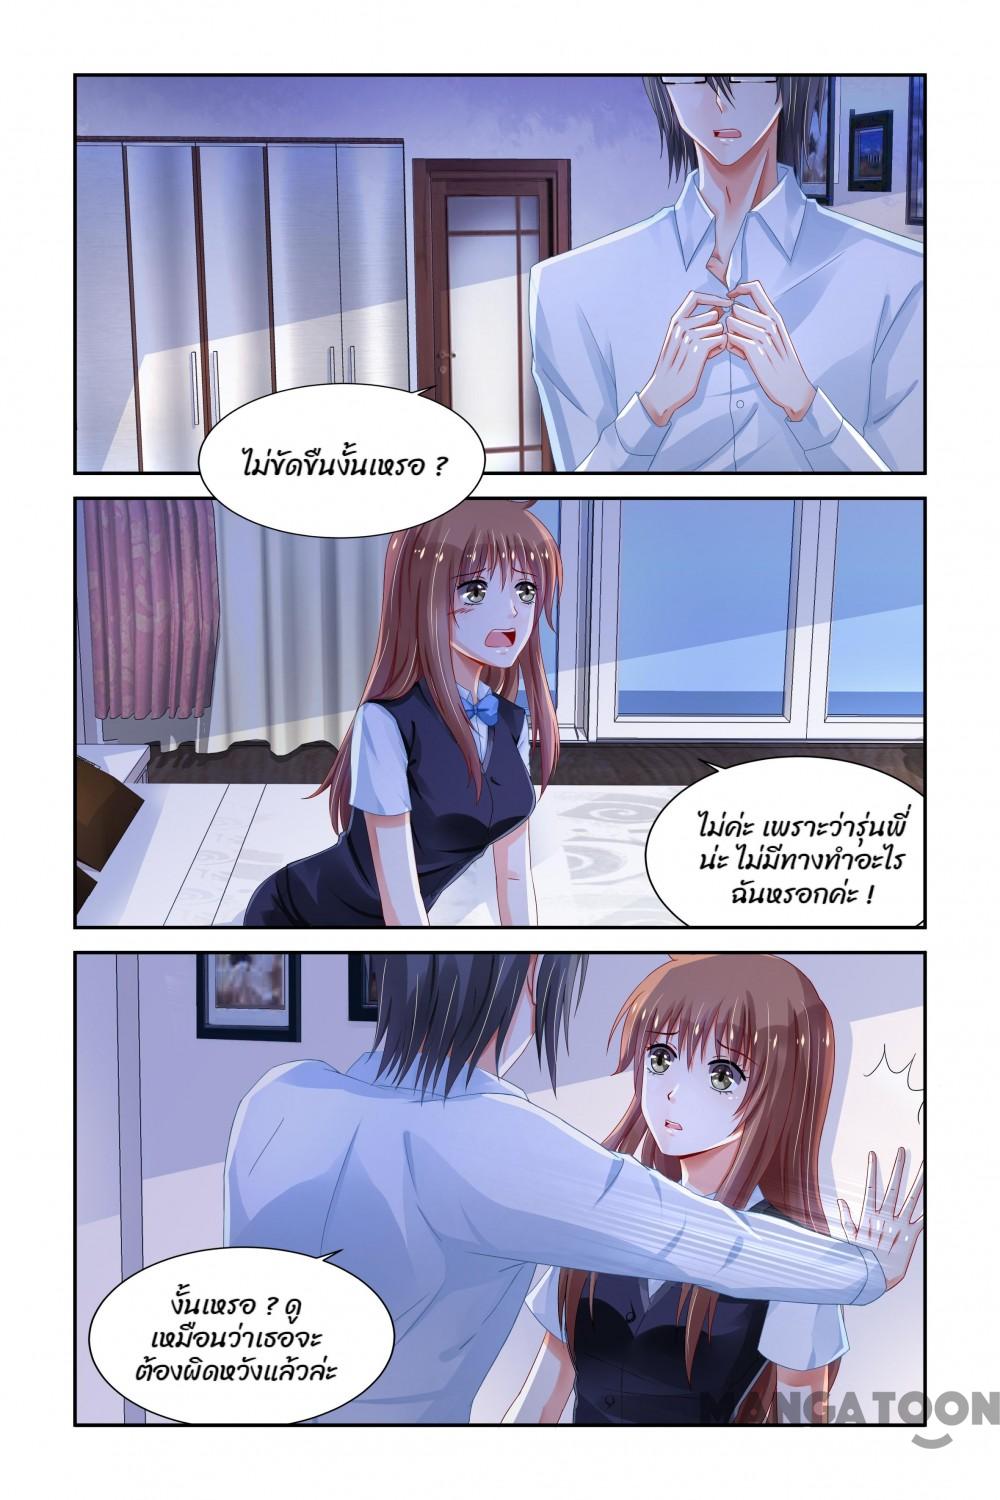 ไม่ขัดขืนงั้นเหรอ ?
ไม่ค่ะ เพราะว่ารุ่นพี่
น่ะ ไม่มีทางทำอะไร
ฉันหรอกค่ะ !
งั้นเหรอ ? ดู
เหมือนว่าเธอจะ
ต้องผิดหวังแล้วล่ะ
MANGATOON